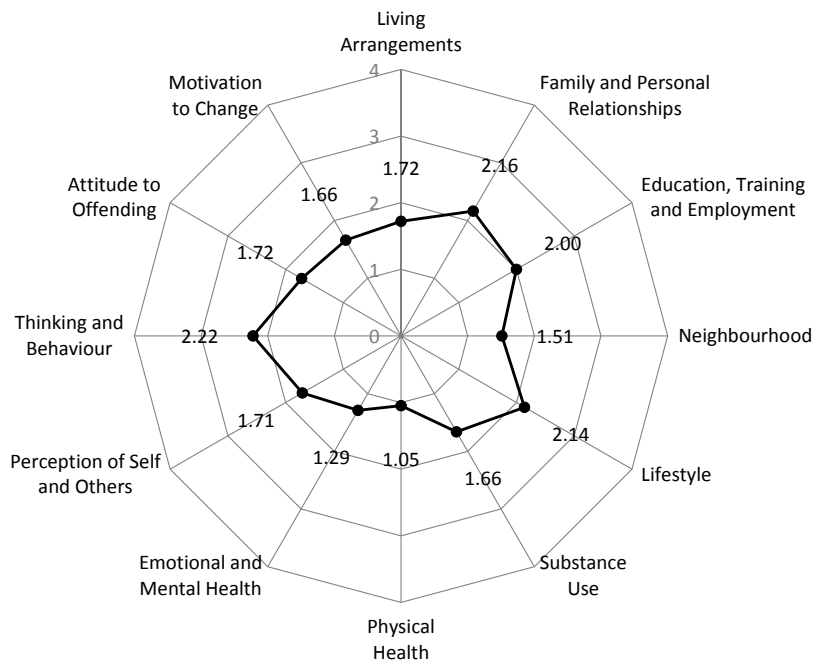 Living
Arrangements
Family and Personal
Relationships
Education, Training
and Employment
Neighbourhood
Lifestyle
Substance
Use
Physical
Health
Emotional and
Mental Health
Perception of Self
and Others
Thinking and
Behaviour
Attitude to
Offending
Motivation
to Change
4
3
2
1
0
1.72
2.16
2.00
1.51
2.14
1.66
1.05
1.29
1.71
2.22
1.72
1.66